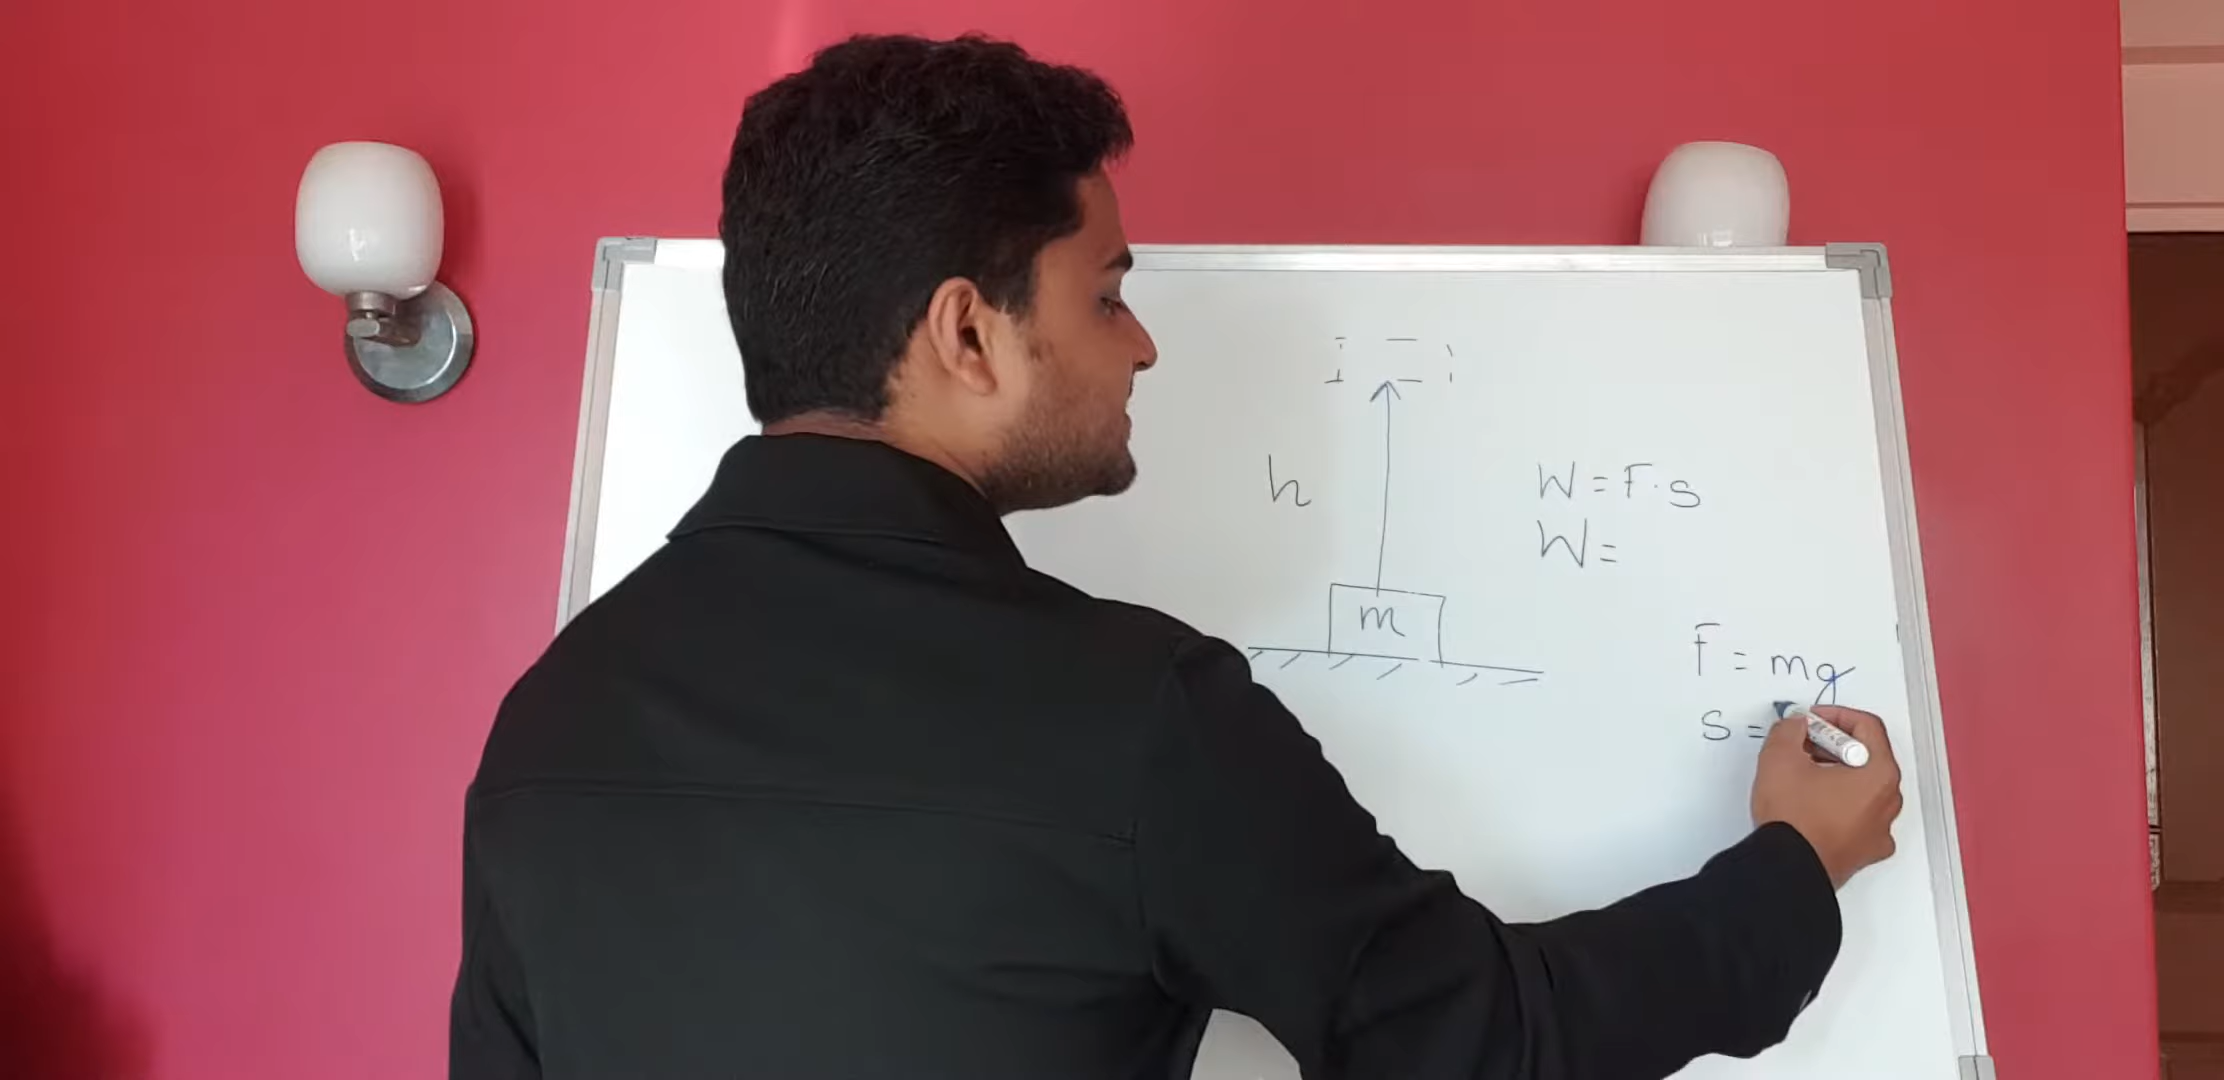 h
m
W = F · s
W =
F = mg
s =